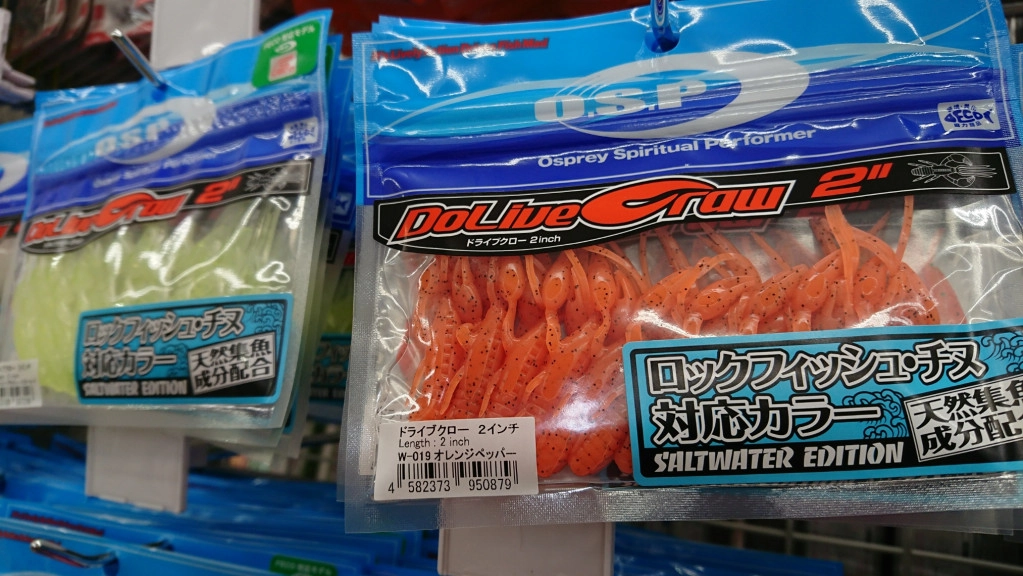 O.S.P
Osprey Spiritual Performer
DoLiveCraw 2"
ドライブクロー 2inch
ロックフィッシュ・チヌ
対応カラー
天然集魚
成分配合
SALTWATER EDITION
ドライブクロー 2インチ
Length : 2 inch
W-019 オレンジペッパー
4 582373 950879
O.S.P
DoLiveCraw 2"
ロックフィッシュ・チヌ
対応カラー
天然集魚
成分配合
SALTWATER EDITION